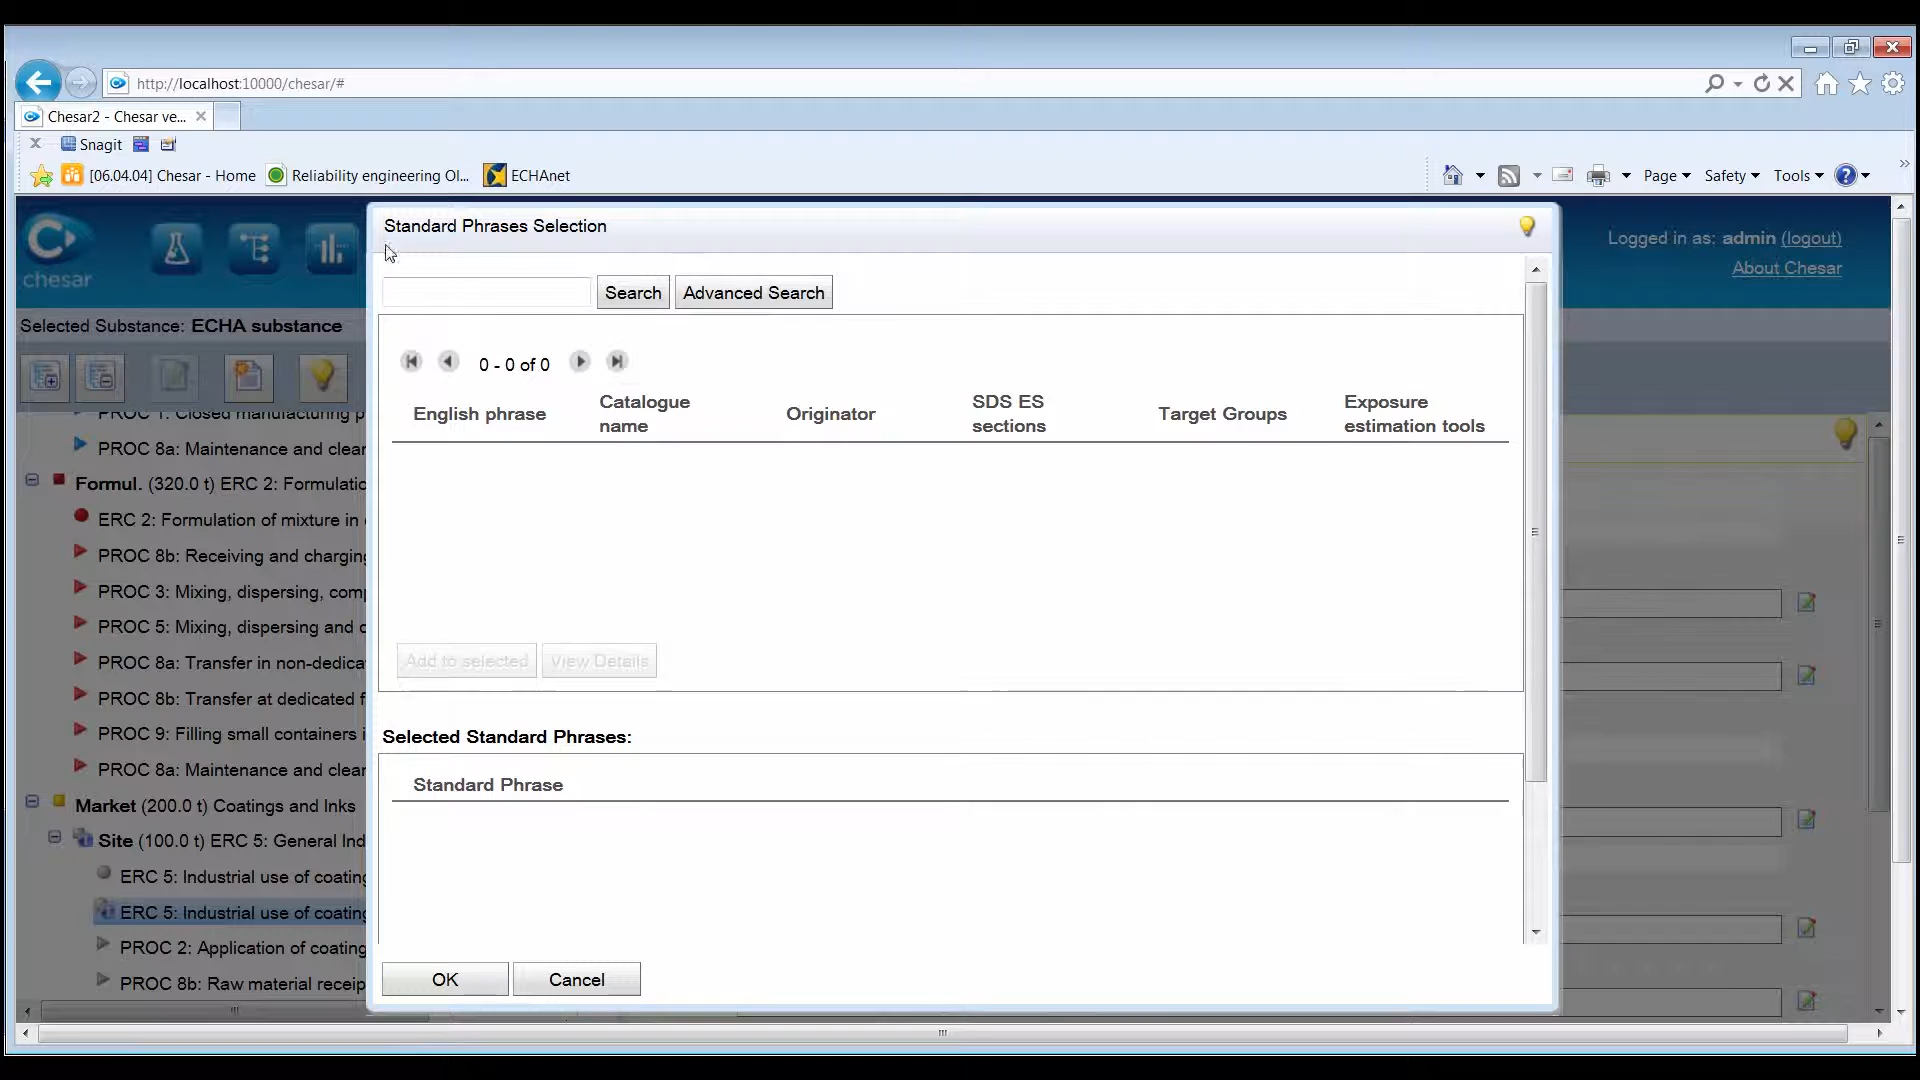 http://localhost:10000/chesar/#
Chesar2 - Chesar ve...
Snagit
[06.04.04] Chesar - Home
Reliability engineering Ol...
ECHAnet
Page
Safety
Tools
chesar
Logged in as: admin (logout)
About Chesar
Selected Substance: ECHA substance
PROC 1: Closed manufacturing p
PROC 8a: Maintenance and clear
Formul. (320.0 t) ERC 2: Formulatic
ERC 2: Formulation of mixture in
PROC 8b: Receiving and charging
PROC 3: Mixing, dispersing, comp
PROC 5: Mixing, dispersing and c
PROC 8a: Transfer in non-dedica
PROC 8b: Transfer at dedicated f
PROC 9: Filling small containers i
PROC 8a: Maintenance and clear
Market (200.0 t) Coatings and Inks
Site (100.0 t) ERC 5: General Ind
ERC 5: Industrial use of coating
ERC 5: Industrial use of coating
PROC 2: Application of coating
PROC 8b: Raw material receip
Standard Phrases Selection
Search
Advanced Search
0 - 0 of 0
English phrase
Catalogue name
Originator
SDS ES sections
Target Groups
Exposure estimation tools
Add to selected
View Details
Selected Standard Phrases:
Standard Phrase
OK
Cancel